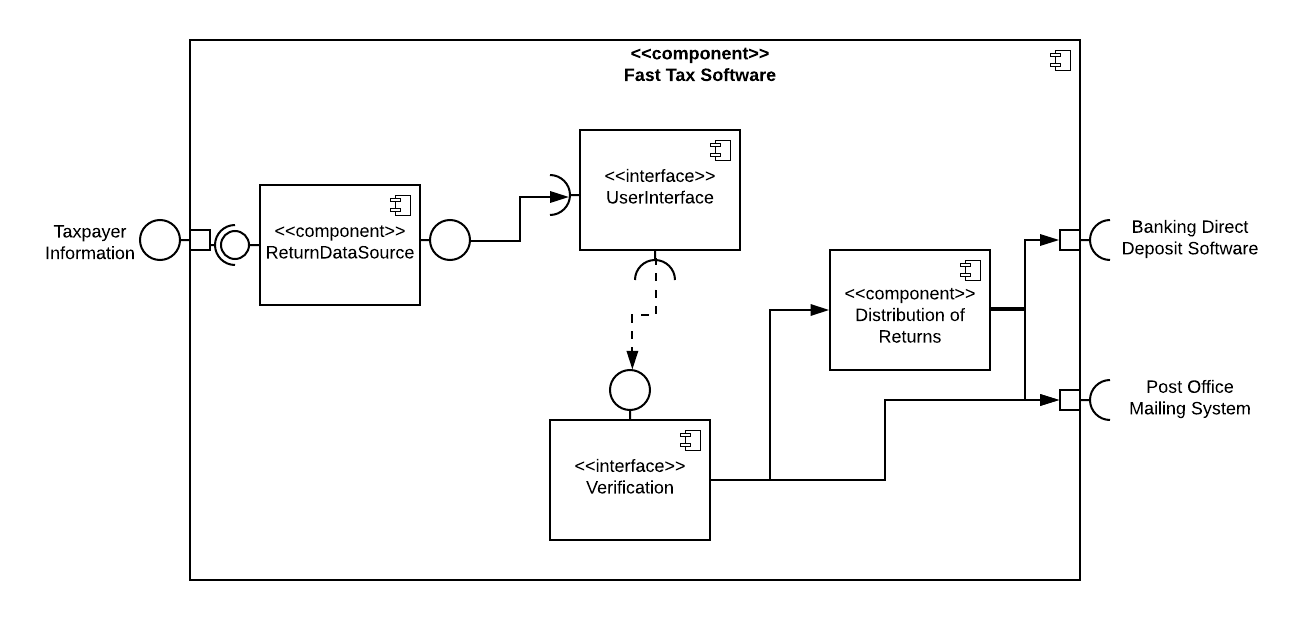 <<component>>
Fast Tax Software
<<interface>>
UserInterface
Taxpayer
Information
<<component>>
ReturnDataSource
Banking Direct
Deposit Software
<<component>>
Distribution of
Returns
Post Office
Mailing System
<<interface>>
Verification